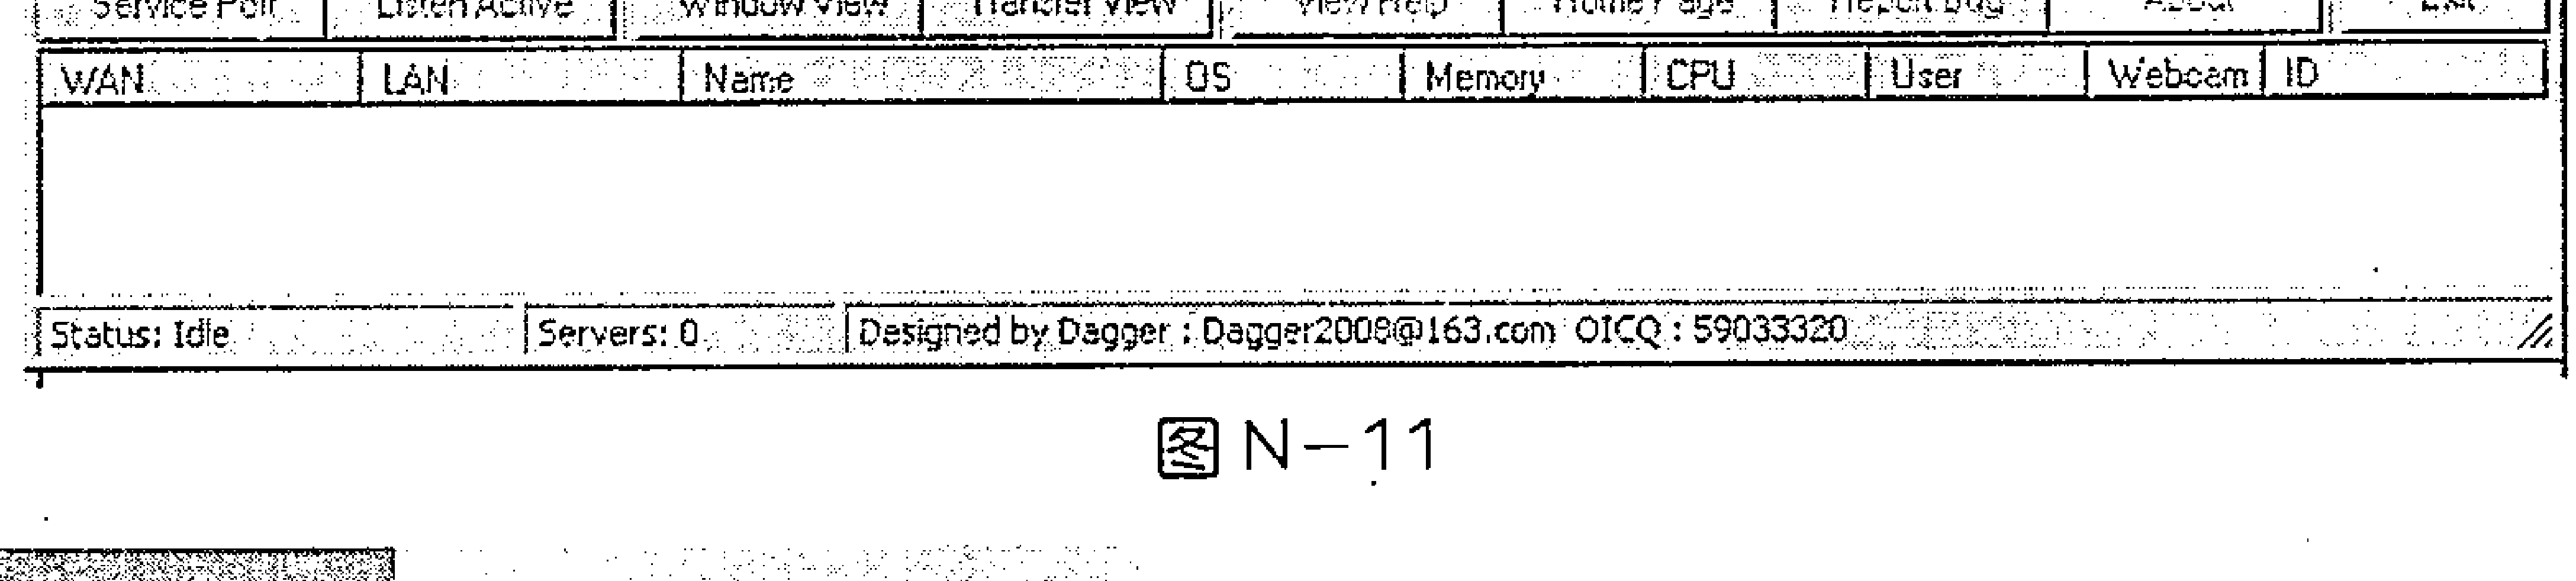 Service Port Listen Active Window View Transfer View View Help Home Page Report Bug About Exit
WAN LAN Name OS Memory CPU User Webcam ID
Status: Idle Servers: 0 Designed by Dagger : Dagger2008@163.com OICQ : 59033320
图 N-11